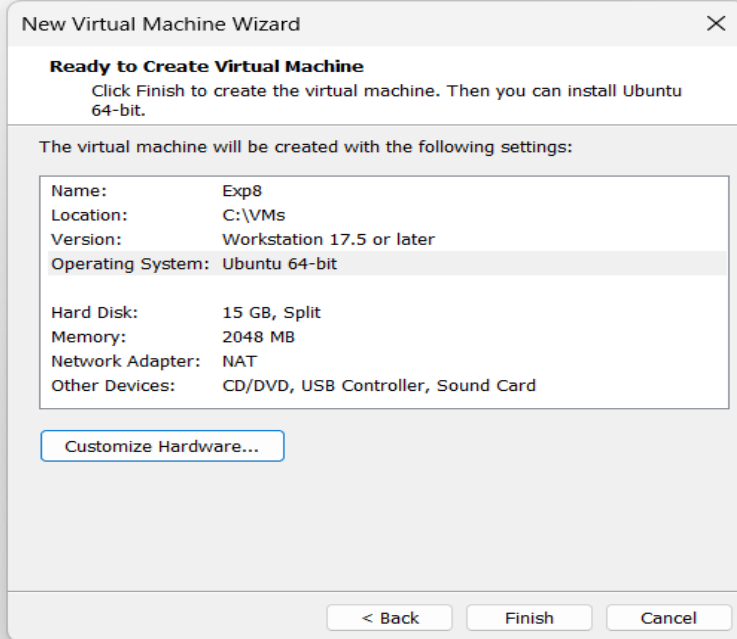 New Virtual Machine Wizard
Ready to Create Virtual Machine
Click Finish to create the virtual machine. Then you can install Ubuntu
64-bit.
The virtual machine will be created with the following settings:
Name: Exp8
Location: C:\VMs
Version: Workstation 17.5 or later
Operating System: Ubuntu 64-bit
Hard Disk: 15 GB, Split
Memory: 2048 MB
Network Adapter: NAT
Other Devices: CD/DVD, USB Controller, Sound Card
Customize Hardware...
< Back Finish Cancel